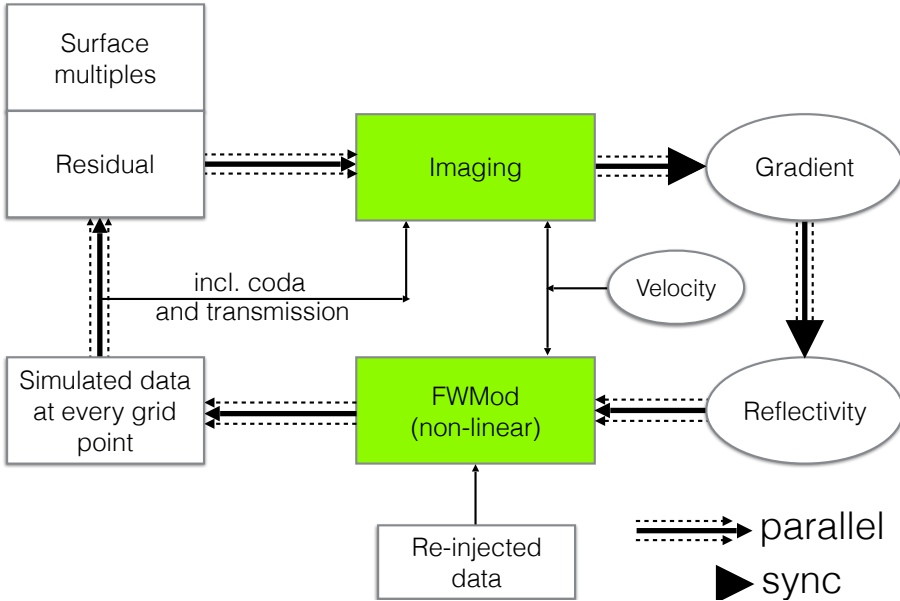 Surface
multiples
Residual
Imaging
Gradient
incl. coda
and transmission
Velocity
Simulated data
at every grid
point
FWMod
(non-linear)
Reflectivity
Re-injected
data
parallel
sync